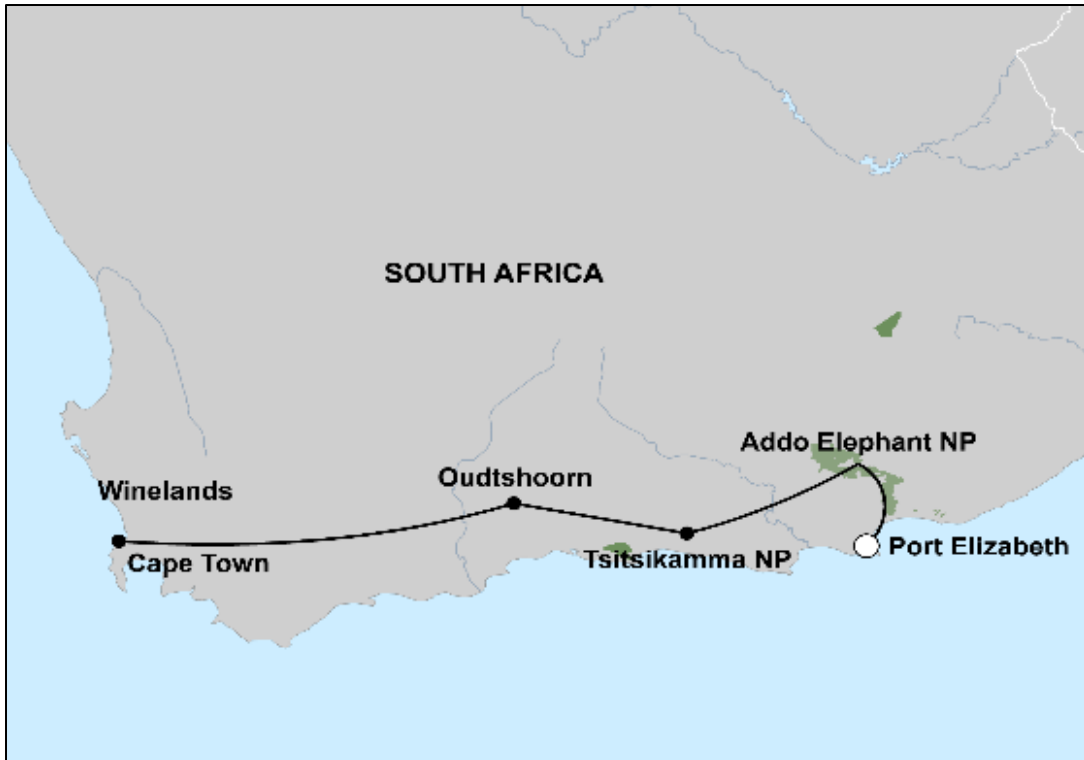 SOUTH AFRICA
Addo Elephant NP
Oudtshoorn
Winelands
Port Elizabeth
Tsitsikamma NP
Cape Town